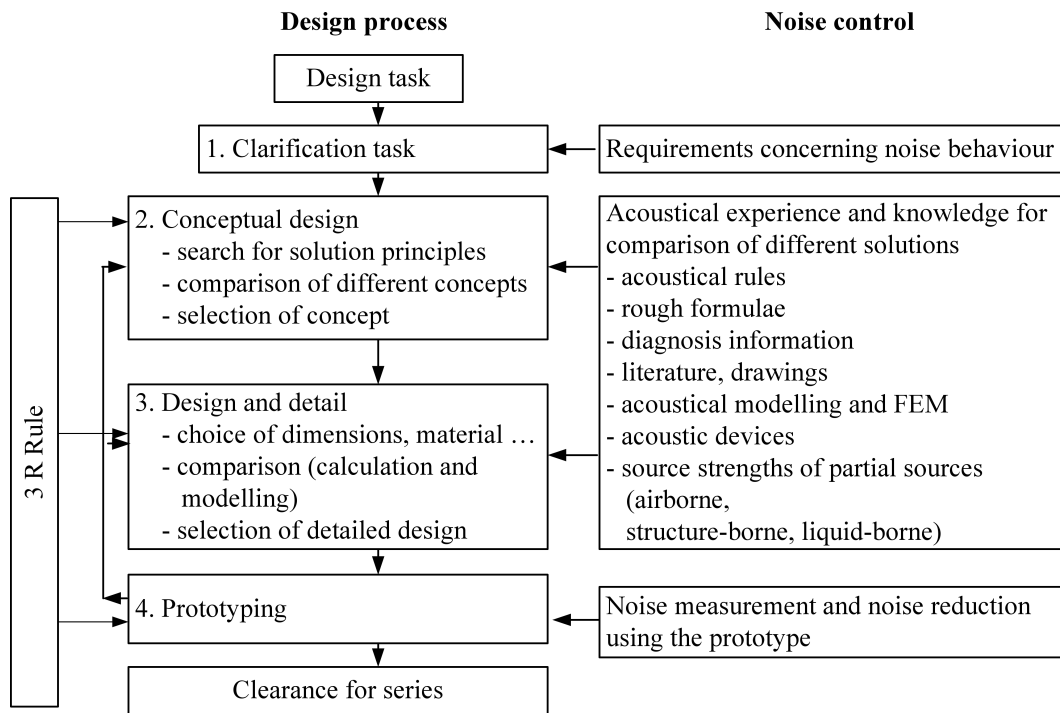 Design process
Noise control
Design task
1. Clarification task
Requirements concerning noise behaviour
3 R Rule
2. Conceptual design
- search for solution principles
- comparison of different concepts
- selection of concept
Acoustical experience and knowledge for
comparison of different solutions
- acoustical rules
- rough formulae
- diagnosis information
- literature, drawings
- acoustical modelling and FEM
- acoustic devices
- source strengths of partial sources
(airborne,
structure-borne, liquid-borne)
3. Design and detail
- choice of dimensions, material …
- comparison (calculation and
modelling)
- selection of detailed design
4. Prototyping
Noise measurement and noise reduction
using the prototype
Clearance for series